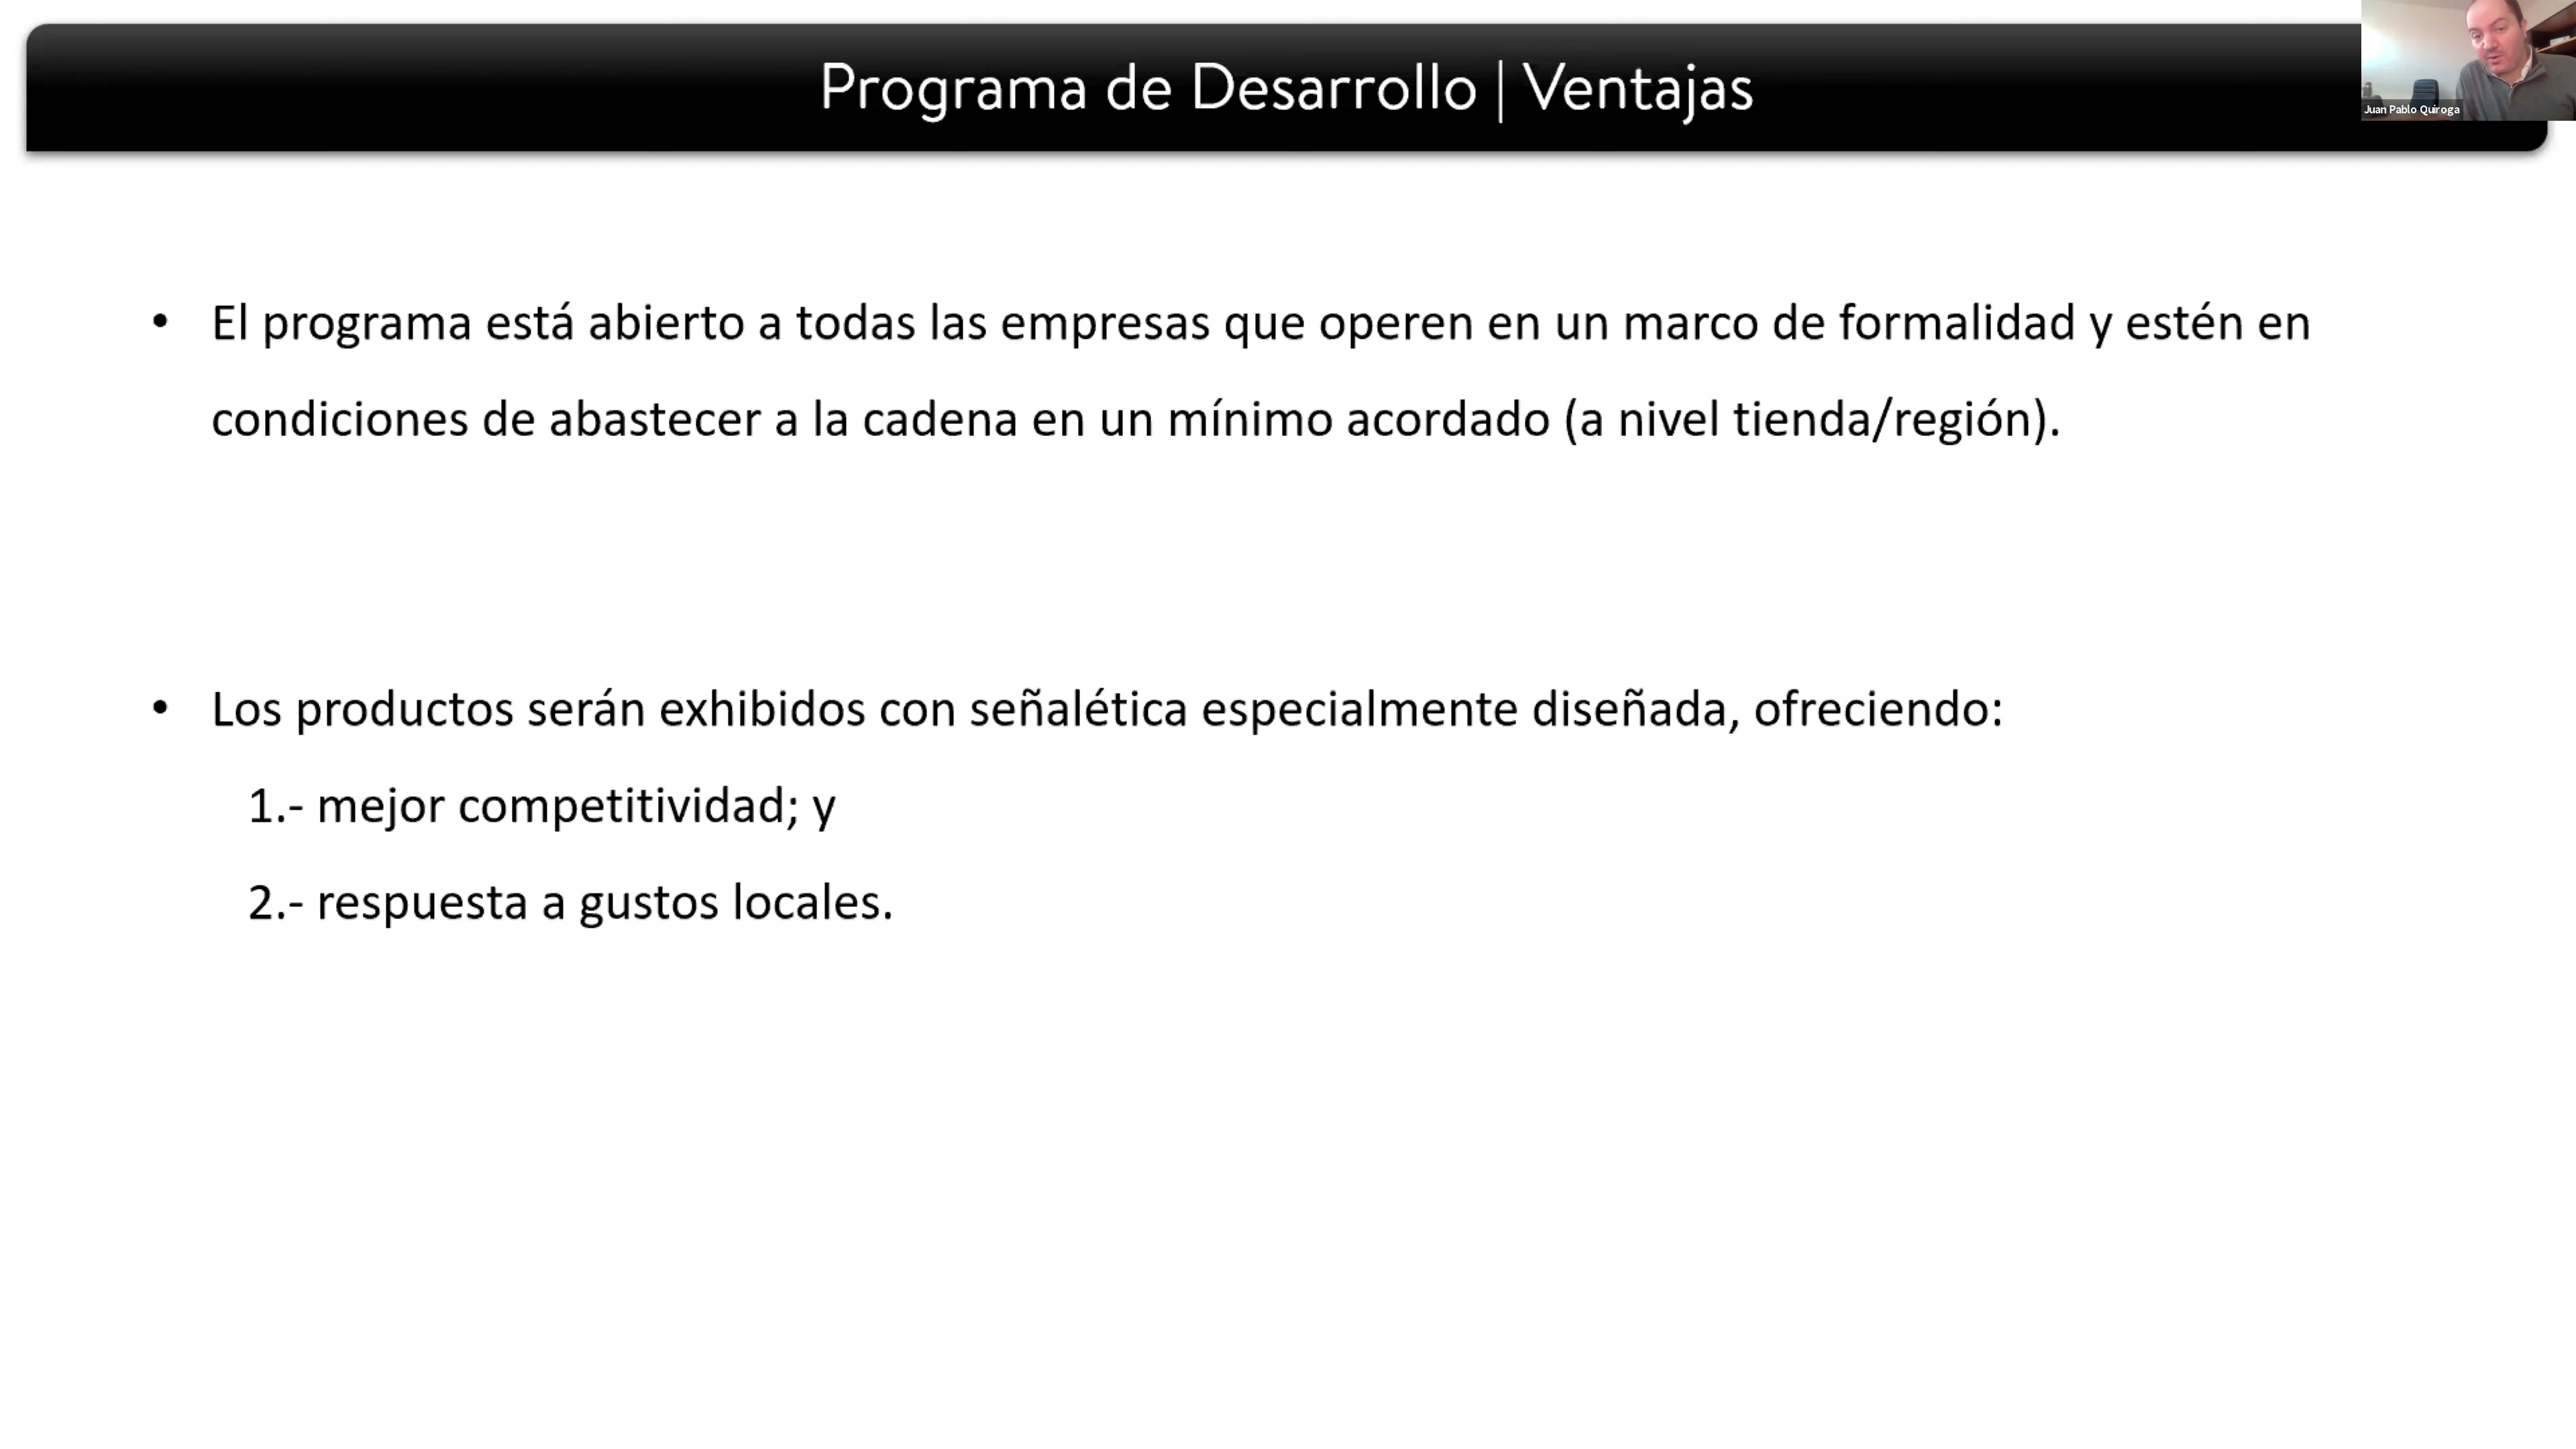 Programa de Desarrollo | Ventajas
Juan Pablo Quiroga
• El programa está abierto a todas las empresas que operen en un marco de formalidad y estén en
condiciones de abastecer a la cadena en un mínimo acordado (a nivel tienda/región).
• Los productos serán exhibidos con señalética especialmente diseñada, ofreciendo:
1.- mejor competitividad; y
2.- respuesta a gustos locales.